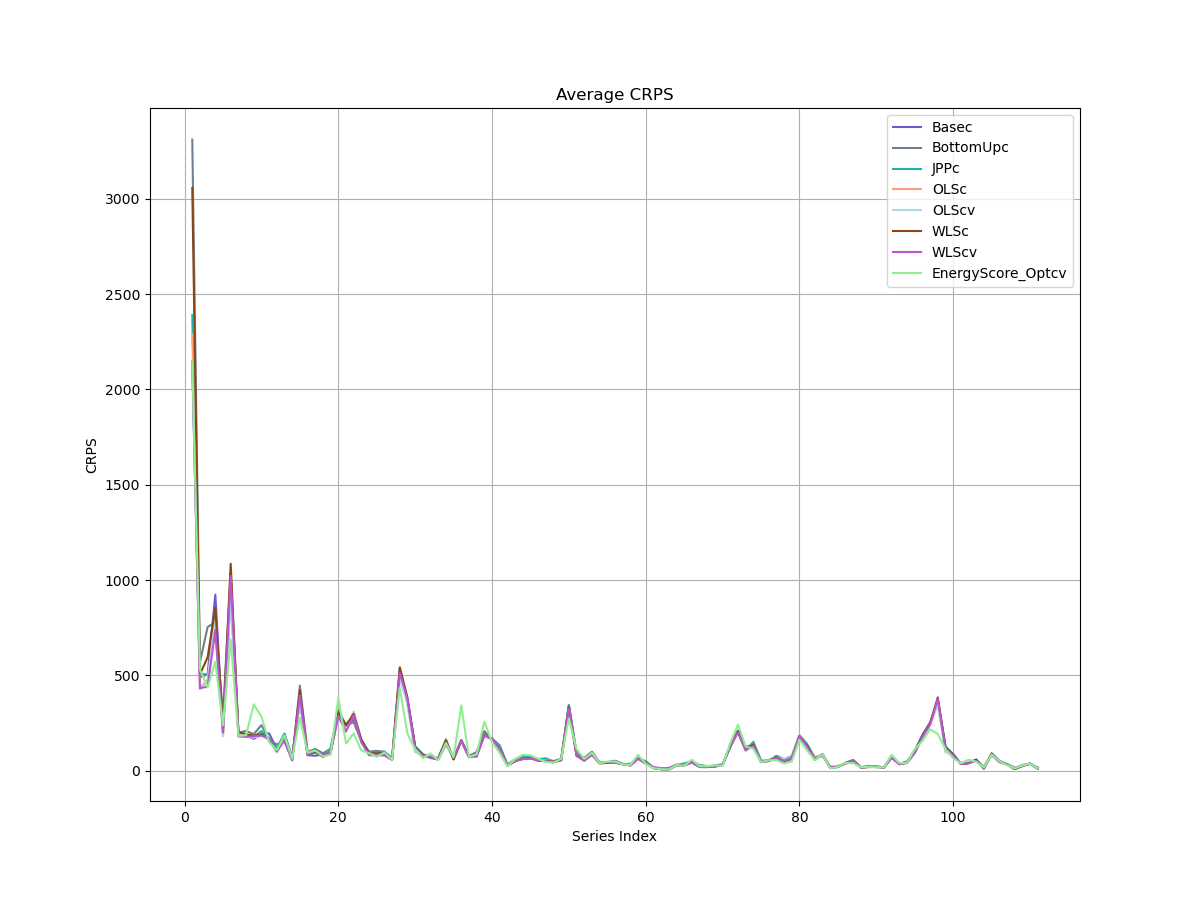 Average CRPS
Basec
BottomUpc
JPPc
OLSc
OLScv
WLSc
WLScv
EnergyScore_Optcv
3000
2500
2000
1500
1000
500
0
CRPS
0 20 40 60 80 100
Series Index